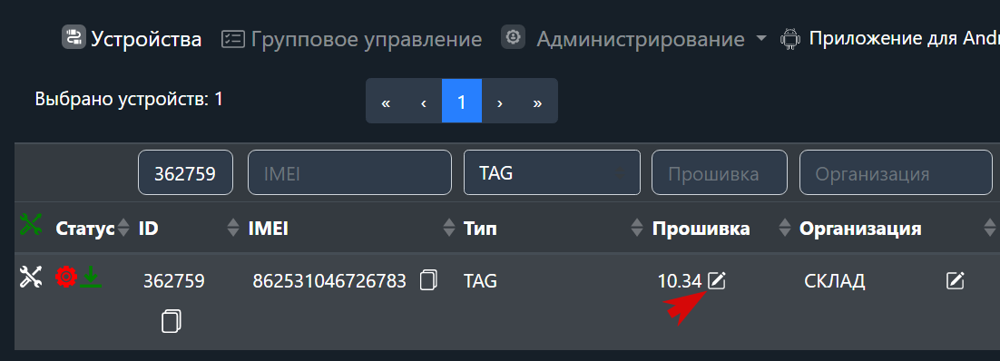 Устройства Групповое управление Администрирование Приложение для Andr
Выбрано устройств: 1 « ‹ 1 › »
362759 IMEI TAG Прошивка Организация
Статус ID IMEI Тип Прошивка Организация
362759 862531046726783 TAG 10.34 СКЛАД